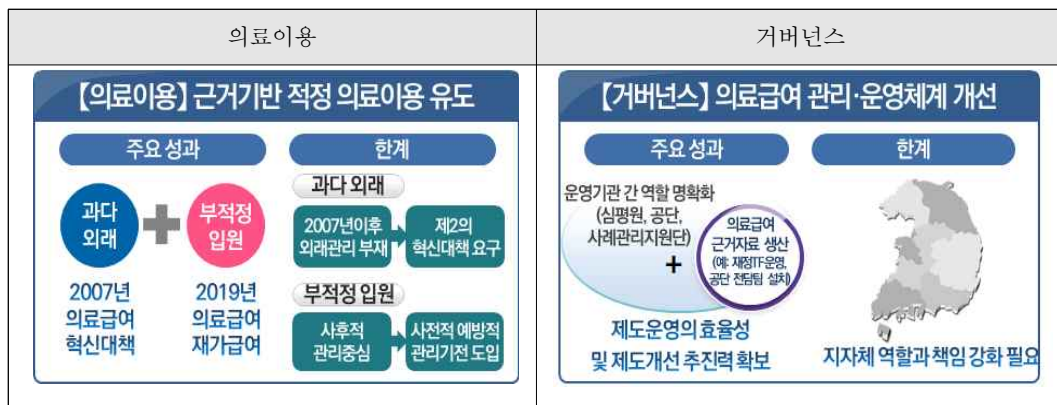 의료이용
【의료이용】 근거기반 적정 의료이용 유도
주요 성과
과다
외래
부적정
입원
2007년
의료급여
혁신대책
2019년
의료급여
재가급여
한계
과다 외래
2007년이후
외래관리 부재
제2의
혁신대책 요구
부적정 입원
사후적
관리중심
사전적 예방적
관리기전 도입
거버넌스
【거버넌스】 의료급여 관리·운영체계 개선
주요 성과
운영기관 간 역할 명확화
(심평원, 공단,
사례관리지원단)
+
의료급여
근거자료 생산
(예: 재정TF운영,
공단 전담팀 설치)
제도운영의 효율성
및 제도개선 추진력 확보
한계
지자체 역할과 책임 강화 필요